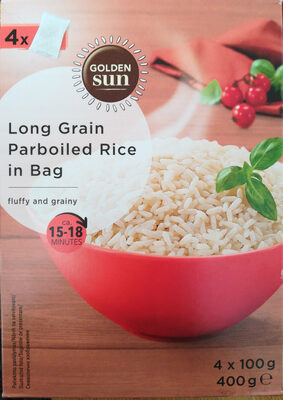 4x
GOLDEN
sun
Long Grain
Parboiled Rice
in Bag
fluffy and grainy
ca.
15-18
MINUTES
4 x 100g
400g ℮